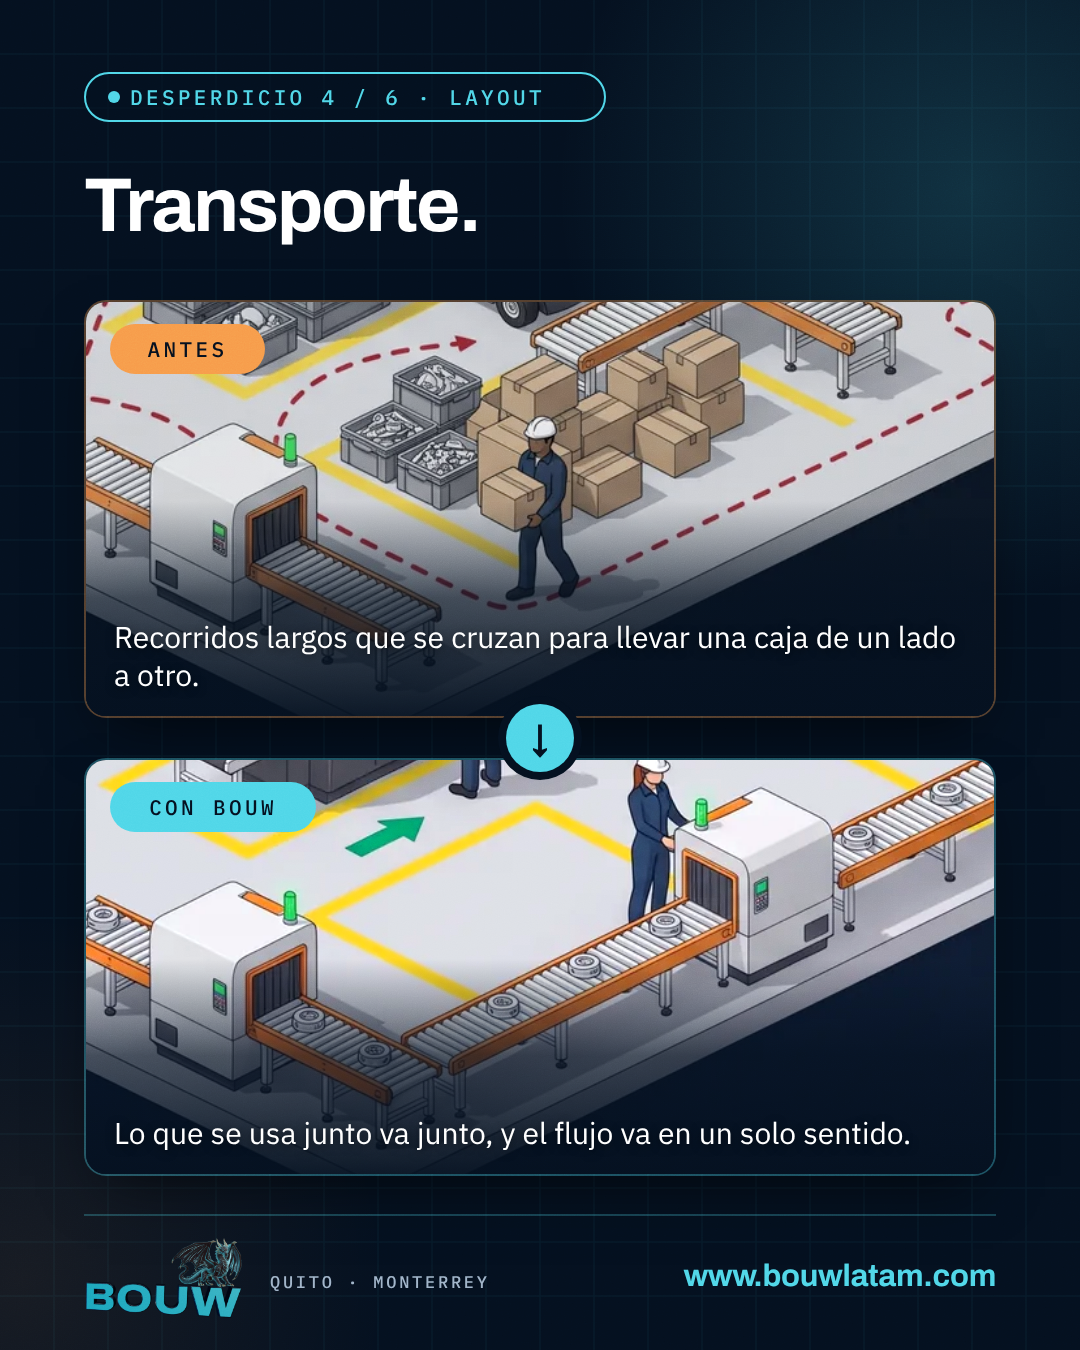 DESPERDICIO 4 / 6 · LAYOUT
Transporte.
ANTES
Recorridos largos que se cruzan para llevar una caja de un lado
a otro.
CON BOUW
Lo que se usa junto va junto, y el flujo va en un solo sentido.
BOUW
QUITO · MONTERREY
www.bouwlatam.com